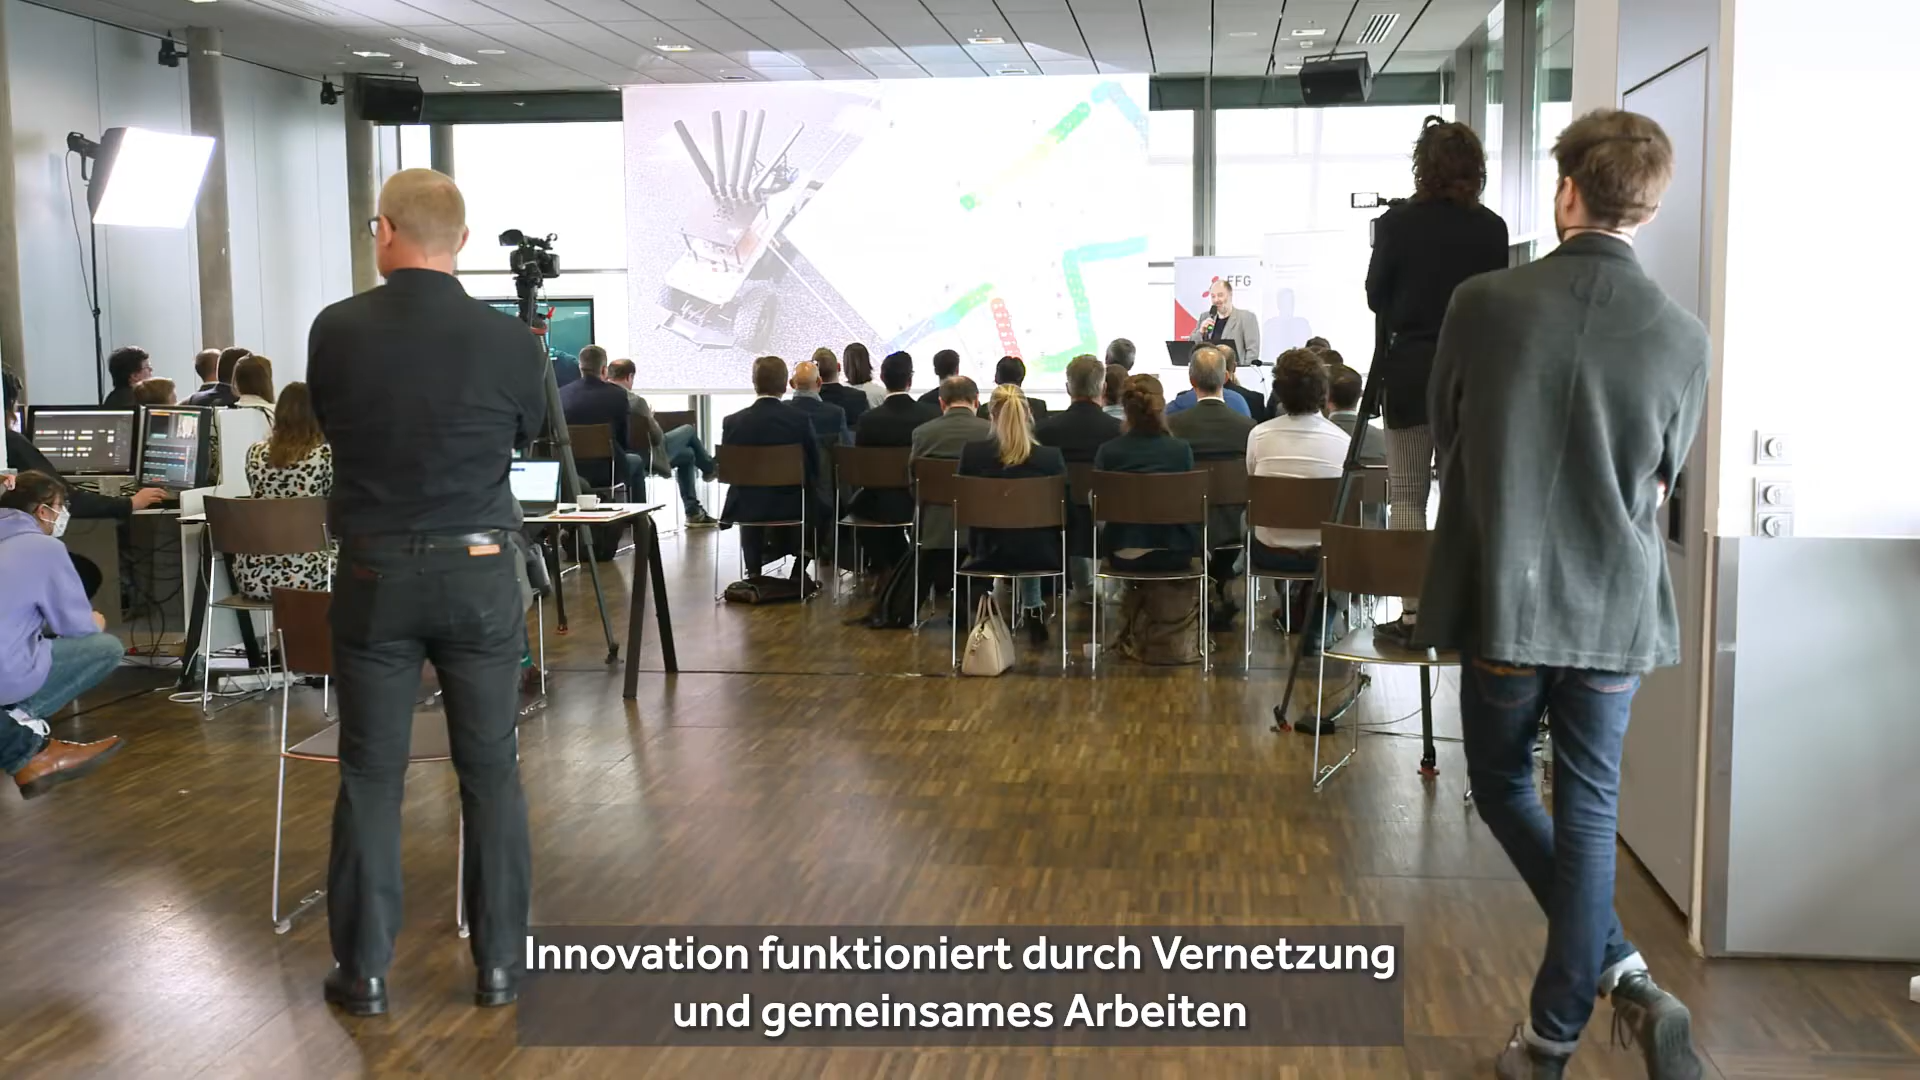 FFG
Innovation funktioniert durch Vernetzung
und gemeinsames Arbeiten